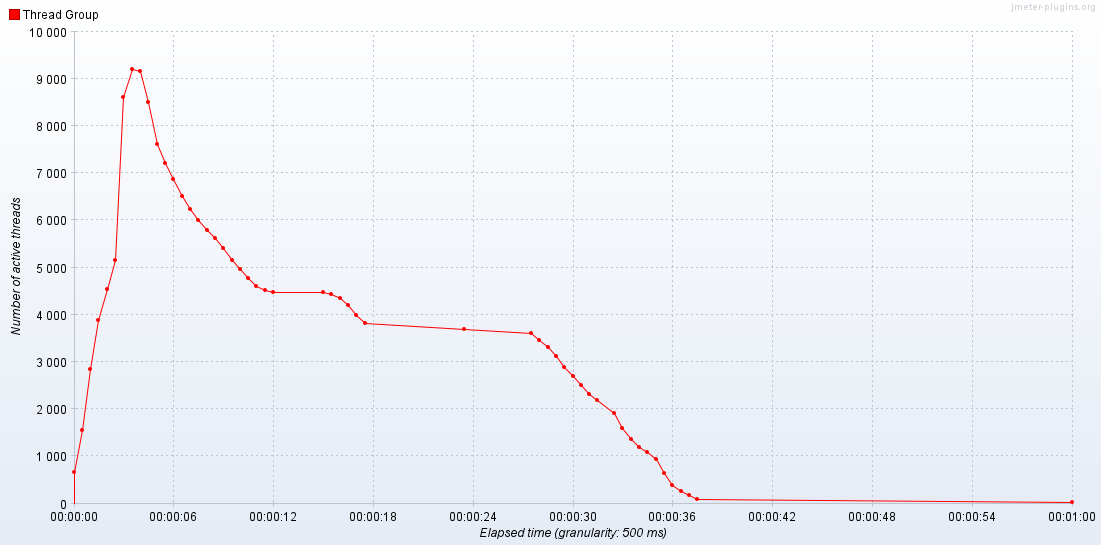 jmeter-plugins.org
Thread Group
10 000
9 000
8 000
7 000
6 000
5 000
4 000
3 000
2 000
1 000
0
Number of active threads
00:00:00 00:00:06 00:00:12 00:00:18 00:00:24 00:00:30 00:00:36 00:00:42 00:00:48 00:00:54 00:01:00
Elapsed time (granularity: 500 ms)